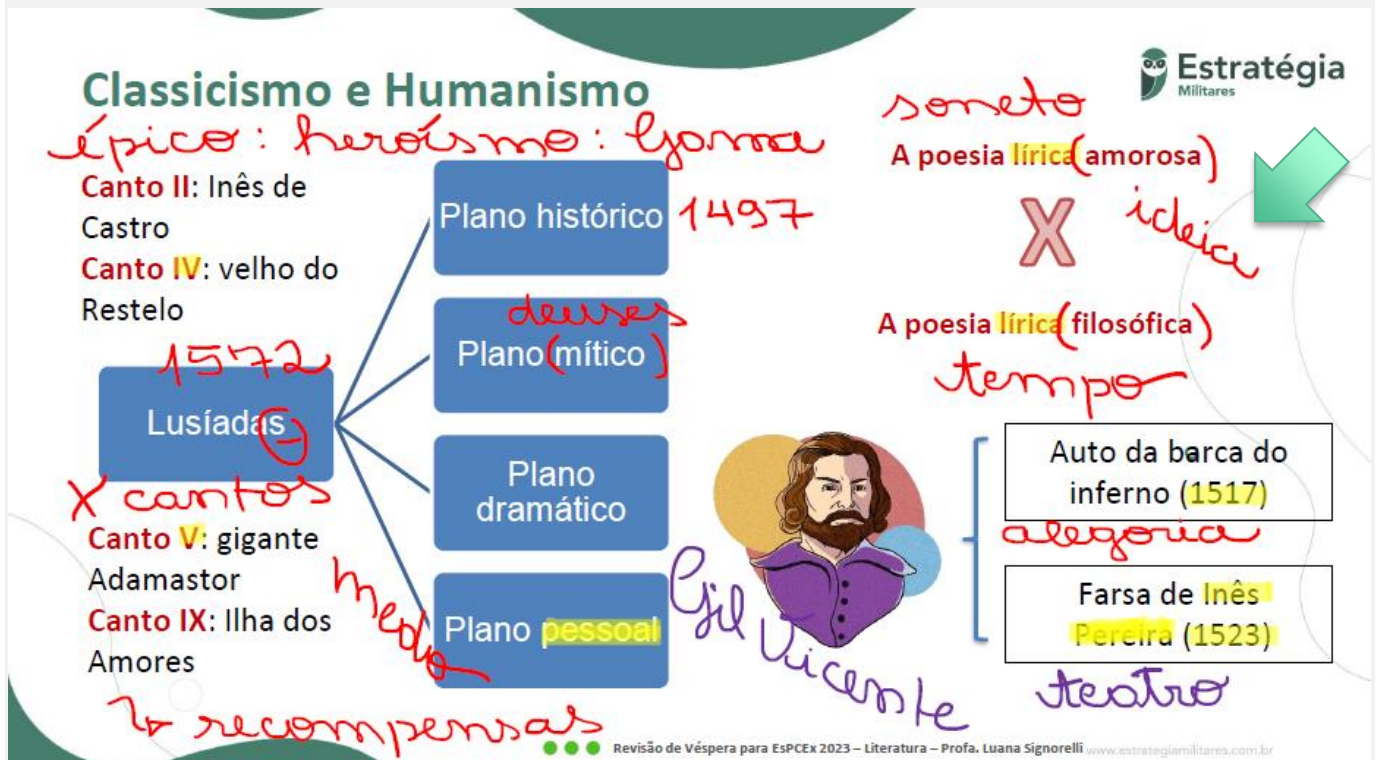 Classicismo e Humanismo
Estratégia
Militares
épico: heroísmo: Gama
Canto II: Inês de
Castro
Canto IV: velho do
Restelo
1572
Lusíadas
X cantos
Canto V: gigante
Adamastor
Canto IX: Ilha dos
Amores
↳ recompensas
Plano histórico
1497
deuses
Plano (mítico)
Plano
dramático
medo
Plano pessoal
soneto
A poesia lírica (amorosa)
ideia
X
A poesia lírica (filosófica)
tempo
Gil Vicente
Auto da barca do
inferno (1517)
alegoria
Farsa de Inês
Pereira (1523)
teatro
Revisão de Véspera para EsPCEx 2023 – Literatura – Profa. Luana Signorelli www.estrategiamilitares.com.br